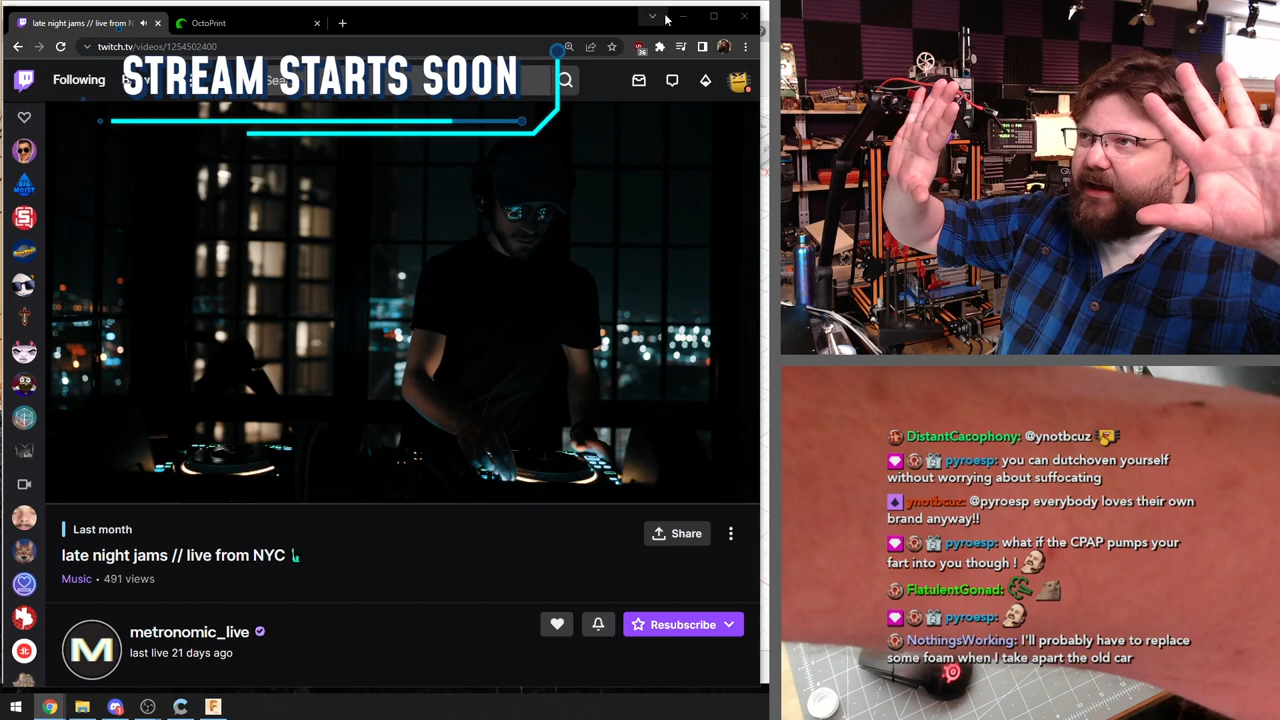 late night jams // live from N
OctoPrint
twitch.tv/videos/1254502400
36
Following
STREAM STARTS SOON
Last month
Share
late night jams // live from NYC
Music • 491 views
M
metronomic_live
last live 21 days ago
Resubscribe
DistantCacophony: @ynotbcuz
pyroesp: you can dutchoven yourself
without worrying about suffocating
ynotbcuz: @pyroesp everybody loves their own
brand anyway!!
pyroesp: what if the CPAP pumps your
fart into you though !
FlatulentGonad:
pyroesp:
NothingsWorking: I'll probably have to replace
some foam when I take apart the old car